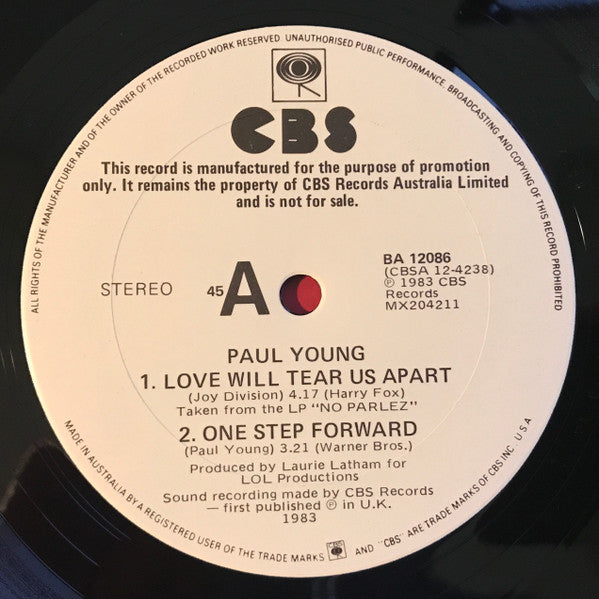 ALL RIGHTS OF THE MANUFACTURER AND OF THE OWNER OF THE RECORDED WORK RESERVED UNAUTHORISED PUBLIC PERFORMANCE, BROADCASTING AND COPYING OF THIS RECORD PROHIBITED
CBS
This record is manufactured for the purpose of promotion
only. It remains the property of CBS Records Australia Limited
and is not for sale.
STEREO
45 A
BA 12086
(CBSA 12-4238)
℗ 1983 CBS
Records
MX204211
PAUL YOUNG
1. LOVE WILL TEAR US APART
(Joy Division) 4.17 (Harry Fox)
Taken from the LP "NO PARLEZ"
2. ONE STEP FORWARD
(Paul Young) 3.21 (Warner Bros.)
Produced by Laurie Latham for
LOL Productions
Sound recording made by CBS Records
— first published ℗ in U.K.
1983
MADE IN AUSTRALIA BY A REGISTERED USER OF THE TRADE MARKS CBS AND "CBS" ARE TRADE MARKS OF CBS INC. U.S.A